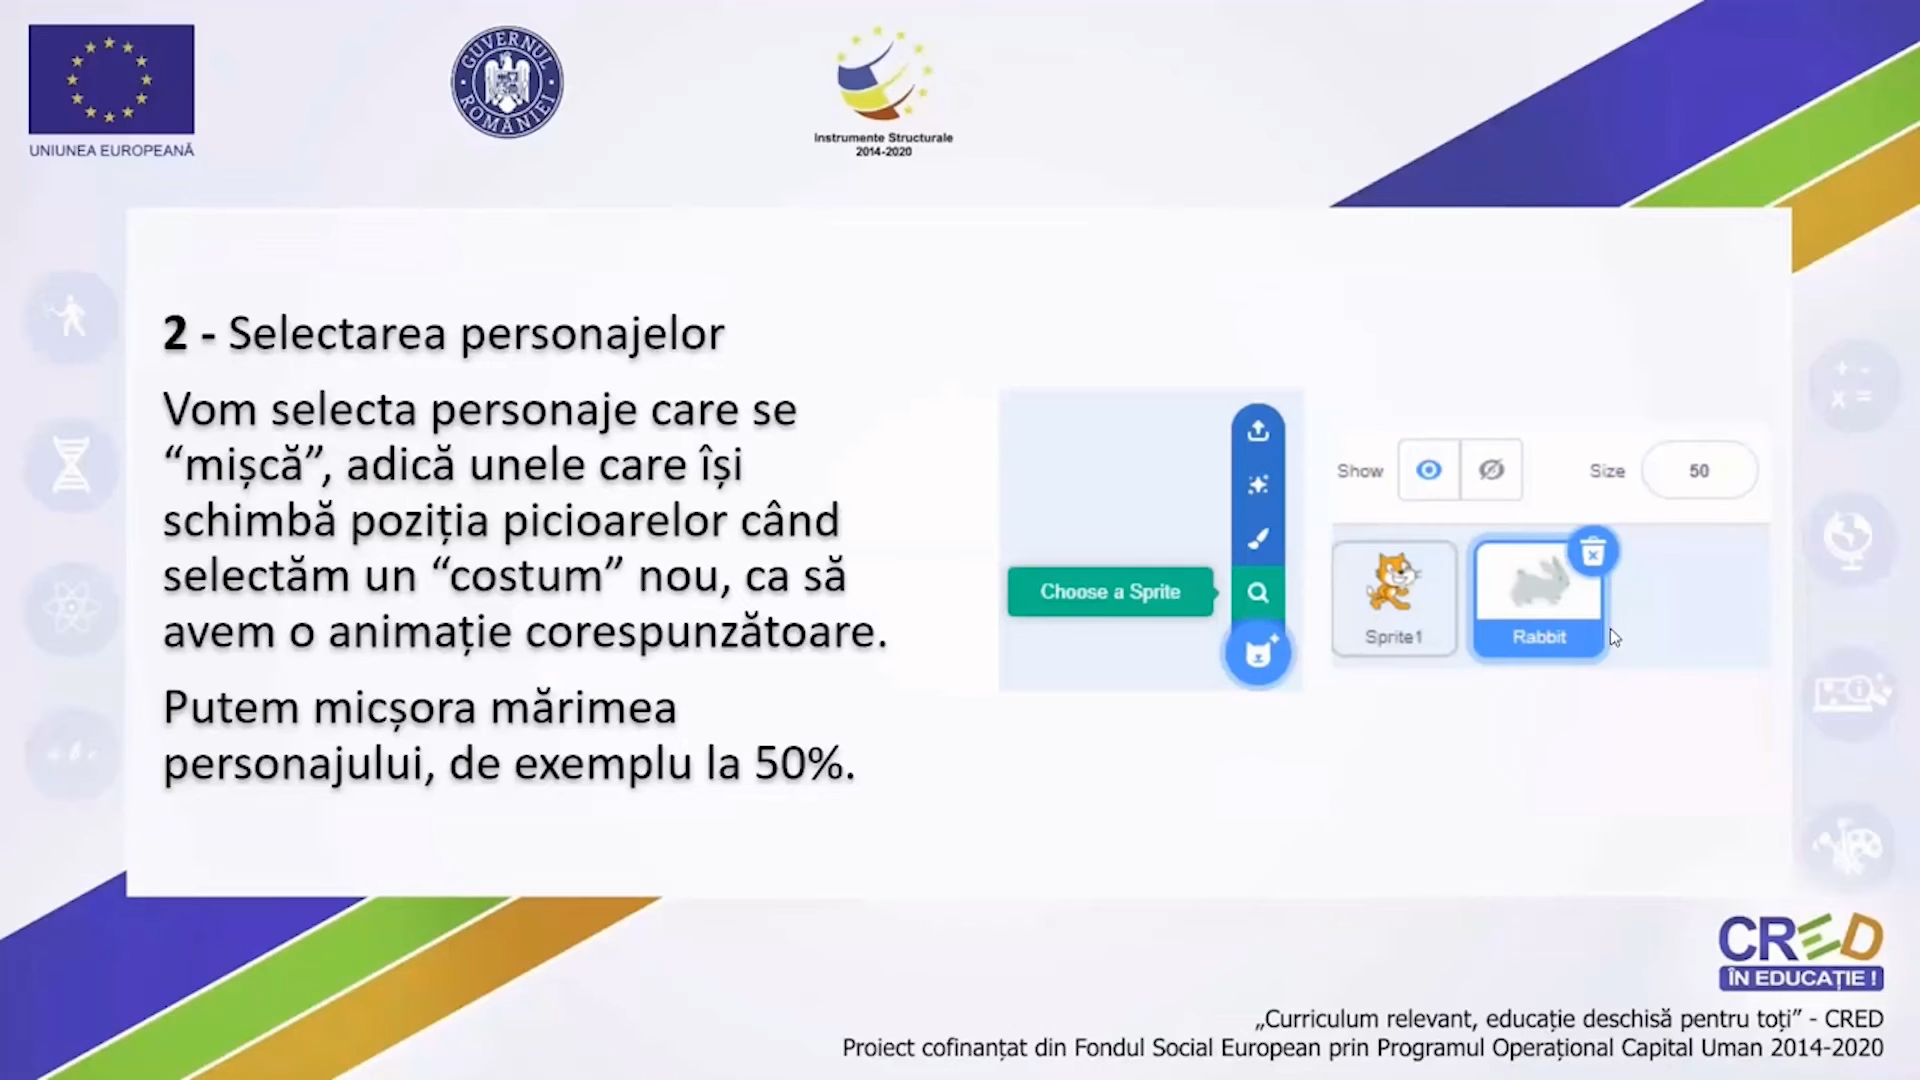 UNIUNEA EUROPEANĂ
GUVERNUL ROMÂNIEI
Instrumente Structurale
2014-2020
2 - Selectarea personajelor
Vom selecta personaje care se
“mișcă”, adică unele care își
schimbă poziția picioarelor când
selectăm un “costum” nou, ca să
avem o animație corespunzătoare.
Putem micșora mărimea
personajului, de exemplu la 50%.
Choose a Sprite
Show
Size
50
Sprite1
Rabbit
CRED
ÎN EDUCAȚIE !
„Curriculum relevant, educație deschisă pentru toți” - CRED
Proiect cofinanțat din Fondul Social European prin Programul Operațional Capital Uman 2014-2020